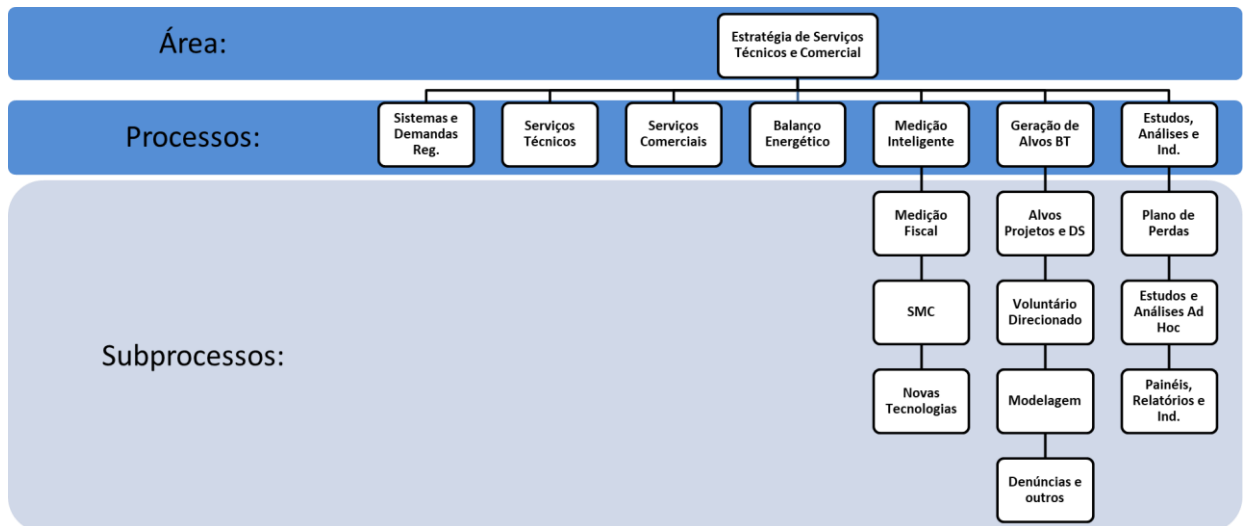 Área:
Estratégia de Serviços
Técnicos e Comercial
Processos:
Sistemas e
Demandas
Reg.
Serviços
Técnicos
Serviços
Comerciais
Balanço
Energético
Medição
Inteligente
Geração de
Alvos BT
Estudos,
Análises e
Ind.
Subprocessos:
Medição
Fiscal
SMC
Novas
Tecnologias
Alvos
Projetos e DS
Voluntário
Direcionado
Modelagem
Denúncias e
outros
Plano de
Perdas
Estudos e
Análises Ad
Hoc
Painéis,
Relatórios e
Ind.